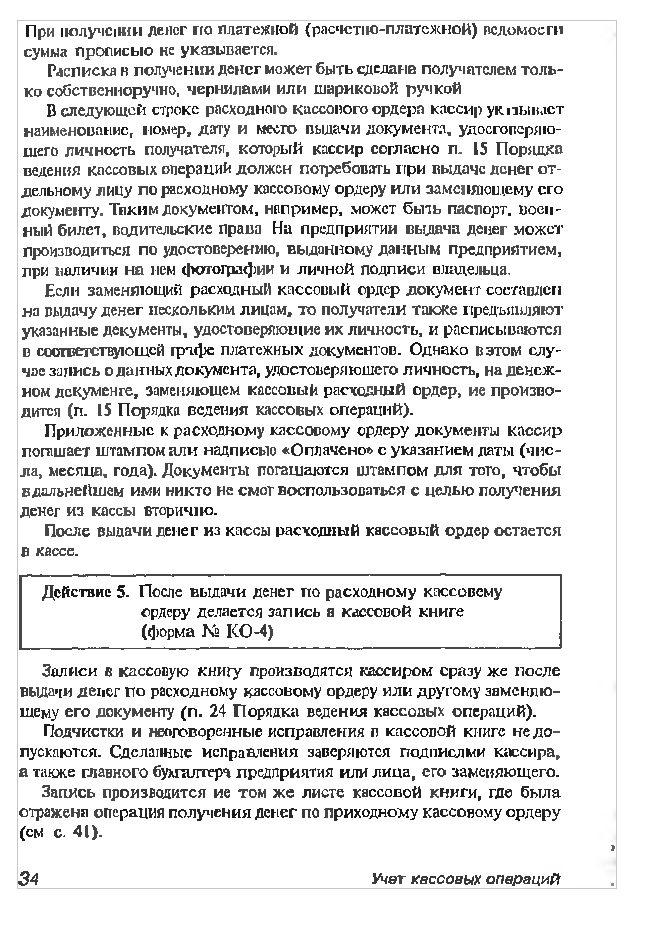 При получении денег по платежной (расчетно-платежной) ведомости
сумма прописью не указывается.
Расписка в получении денег может быть сделана получателем толь-
ко собственноручно, чернилами или шариковой ручкой
В следующей строке расходного кассового ордера кассир указывает
наименование, номер, дату и место выдачи документа, удостоверяю-
щего личность получателя, который кассир согласно п. 15 Порядка
ведения кассовых операций должен потребовать при выдаче денег от-
дельному лицу по расходному кассовому ордеру или заменяющему его
документу. Таким документом, например, может быть паспорт, воен-
ный билет, водительские права На предприятии выдача денег может
производиться по удостоверению, выданному данным предприятием,
при наличии на нем фотографии и личной подписи владельца.
Если заменяющий расходный кассовый ордер документ составлен
на выдачу денег нескольким лицам, то получатели также предъявляют
указанные документы, удостоверяющие их личность, и расписываются
в соответствующей графе платежных документов. Однако в этом слу-
чае запись о данных документа, удостоверяющего личность, на денеж-
ном документе, заменяющем кассовый расходный ордер, не произво-
дится (п. 15 Порядка ведения кассовых операций).
Приложенные к расходному кассовому ордеру документы кассир
погашает штампом или надписью «Оплачено» с указанием даты (чис-
ла, месяца, года). Документы погашаются штампом для того, чтобы
в дальнейшем ими никто не смог воспользоваться с целью получения
денег из кассы вторично.
После выдачи денег из кассы расходный кассовый ордер остается
в кассе.
Действие 5. После выдачи денег по расходному кассовему
ордеру делается запись в кассовой книге
(форма № КО-4)
Записи в кассовую книгу производятся кассиром сразу же после
выдачи денег по расходному кассовому ордеру или другому заменяю-
щему его документу (п. 24 Порядка ведения кассовых операций).
Подчистки и неоговоренные исправления в кассовой книге не до-
пускаются. Сделанные исправления заверяются подписями кассира,
а также главного бухгалтера предприятия или лица, его заменяющего.
Запись производится не том же листе кассовой книги, где была
отражена операция получения денег по приходному кассовому ордеру
(см с. 41).
34 Учет кассовых операций